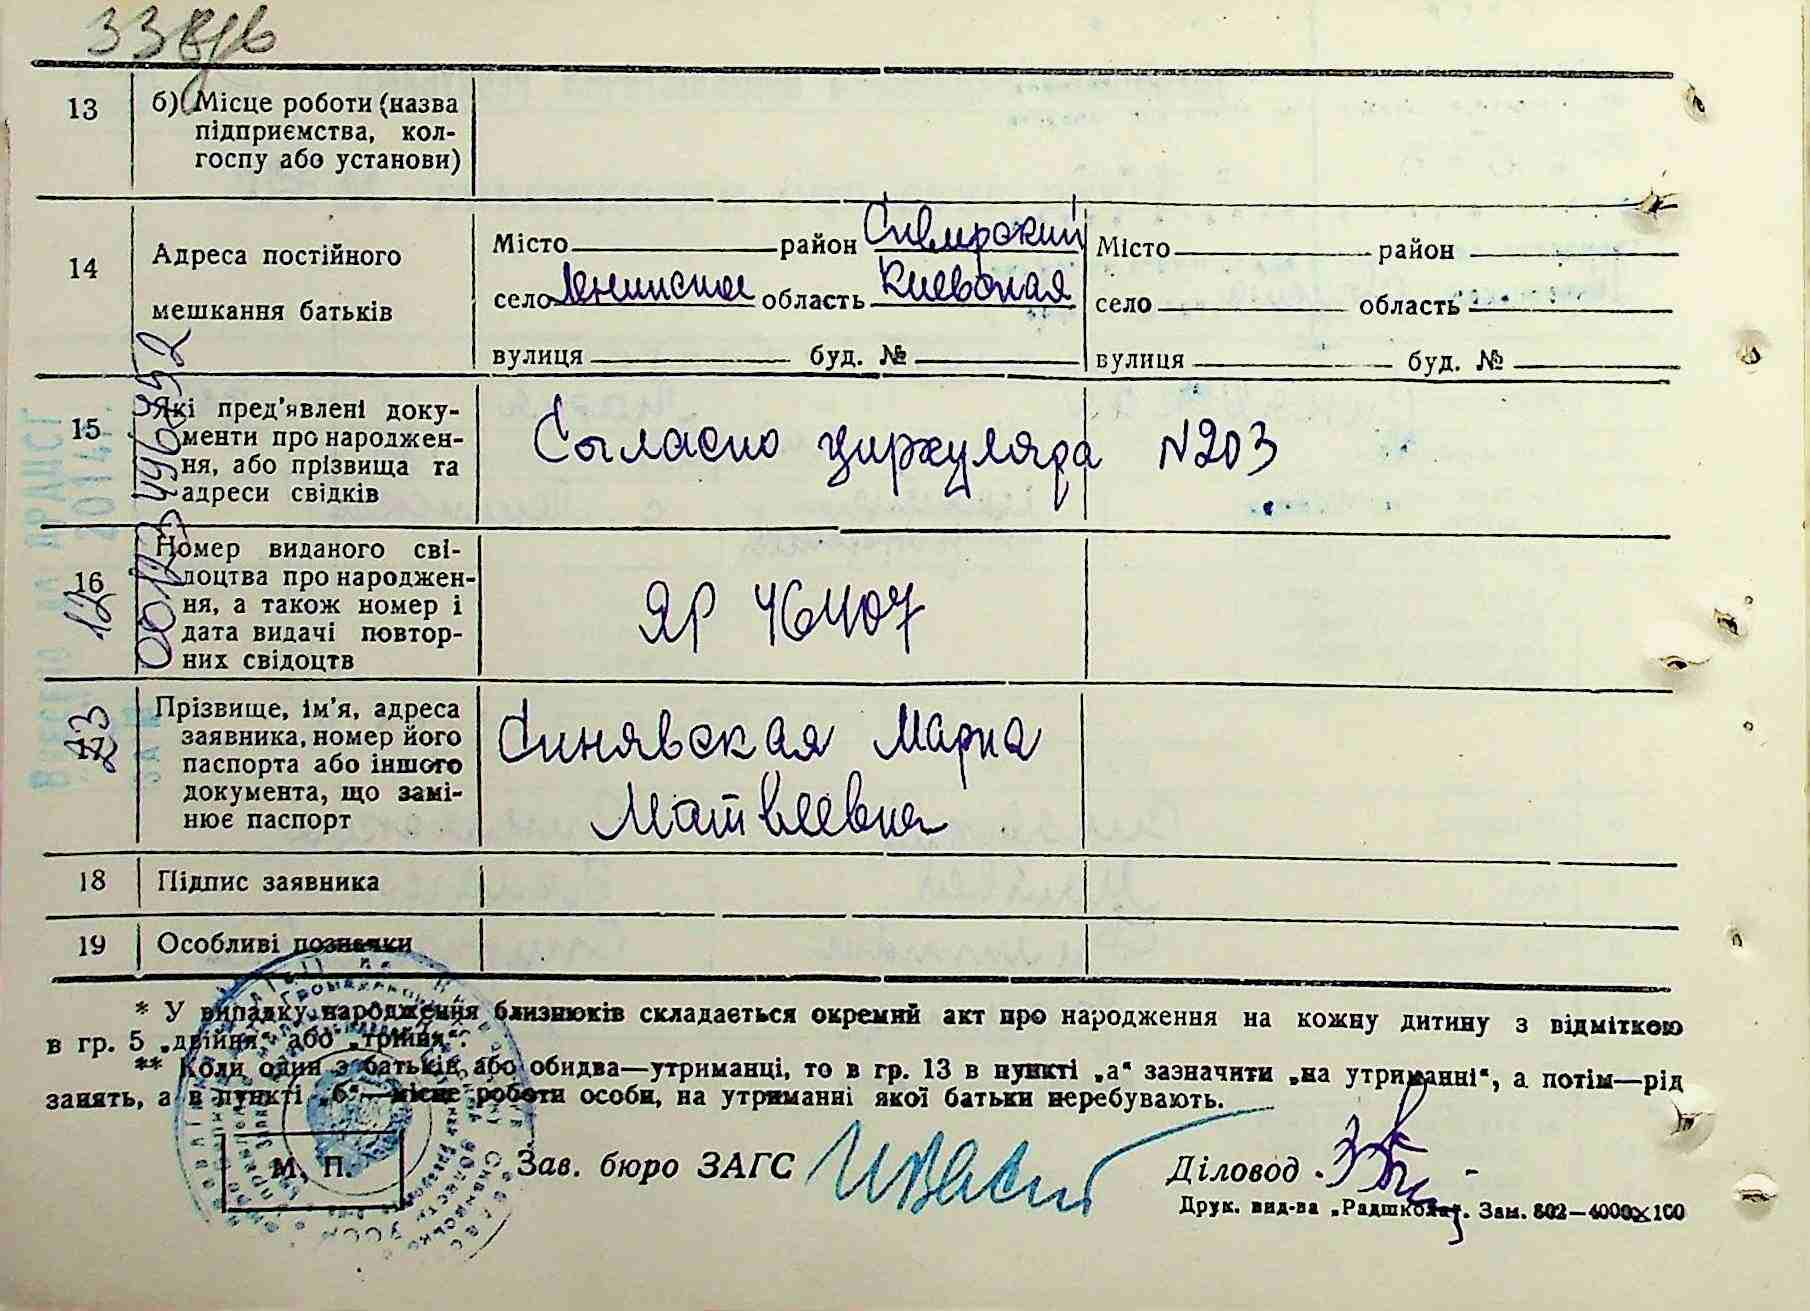 13
б) Місце роботи (назва
підприємства, кол-
госпу або установи)
14
Адреса постійного
мешкання батьків
Місто район
село область Киевская
вулиця буд. №
Місто район
село область
вулиця буд. №
15
Які пред'явлені доку-
менти про народжен-
ня, або прізвища та
адреси свідків
Согласно циркуляра N203
16
Номер виданого сві-
доцтва про народжен-
ня, а також номер і
дата видачі повтор-
них свідоцтв
ЯР 464407
12
23
Прізвище, ім'я, адреса
заявника, номер його
паспорта або іншого
документа, що замі-
нює паспорт
Синявская Мария
Матвеевна
18
Підпис заявника
19
Особливі позначки
* У випадку народження близнюків складається окремий акт про народження на кожну дитину з відміткою
в гр. 5 „двійня“ або „трійня“.
** Коли один з батьків або обидва—утриманці, то в гр. 13 в пункті „а“ зазначити „на утриманні“, а потім—рід
занять, а в пункті „б“—місце роботи особи, на утриманні якої батьки перебувають.
М. П.
Зав. бюро ЗАГС
Діловод
Друк. вид-ва „Радшкола“. Зам. 802—4000×100